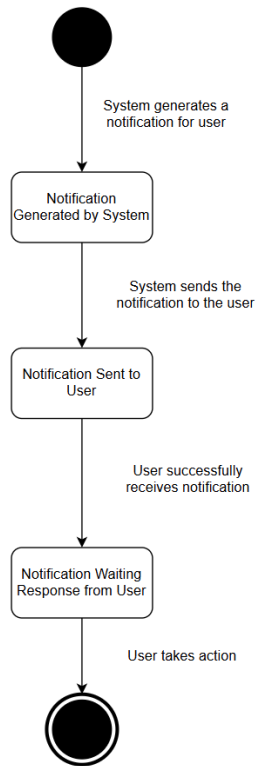 System generates a
notification for user
Notification
Generated by System
System sends the
notification to the user
Notification Sent to
User
User successfully
receives notification
Notification Waiting
Response from User
User takes action